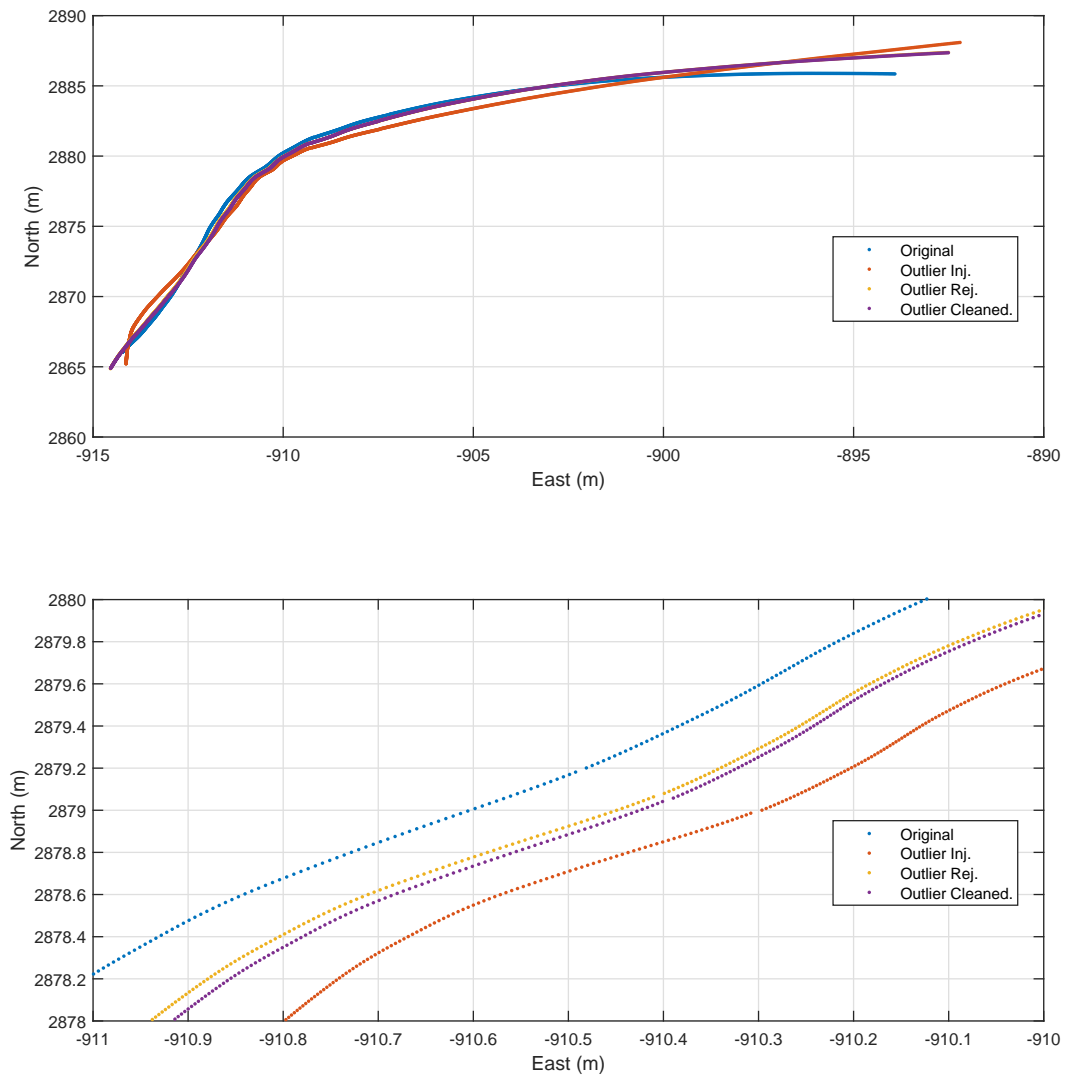 2890
2885
2880
2875
2870
2865
2860
North (m)
-915 -910 -905 -900 -895 -890
East (m)
Original
Outlier Inj.
Outlier Rej.
Outlier Cleaned.
2880
2879.8
2879.6
2879.4
2879.2
2879
2878.8
2878.6
2878.4
2878.2
2878
North (m)
-911 -910.9 -910.8 -910.7 -910.6 -910.5 -910.4 -910.3 -910.2 -910.1 -910
East (m)
Original
Outlier Inj.
Outlier Rej.
Outlier Cleaned.